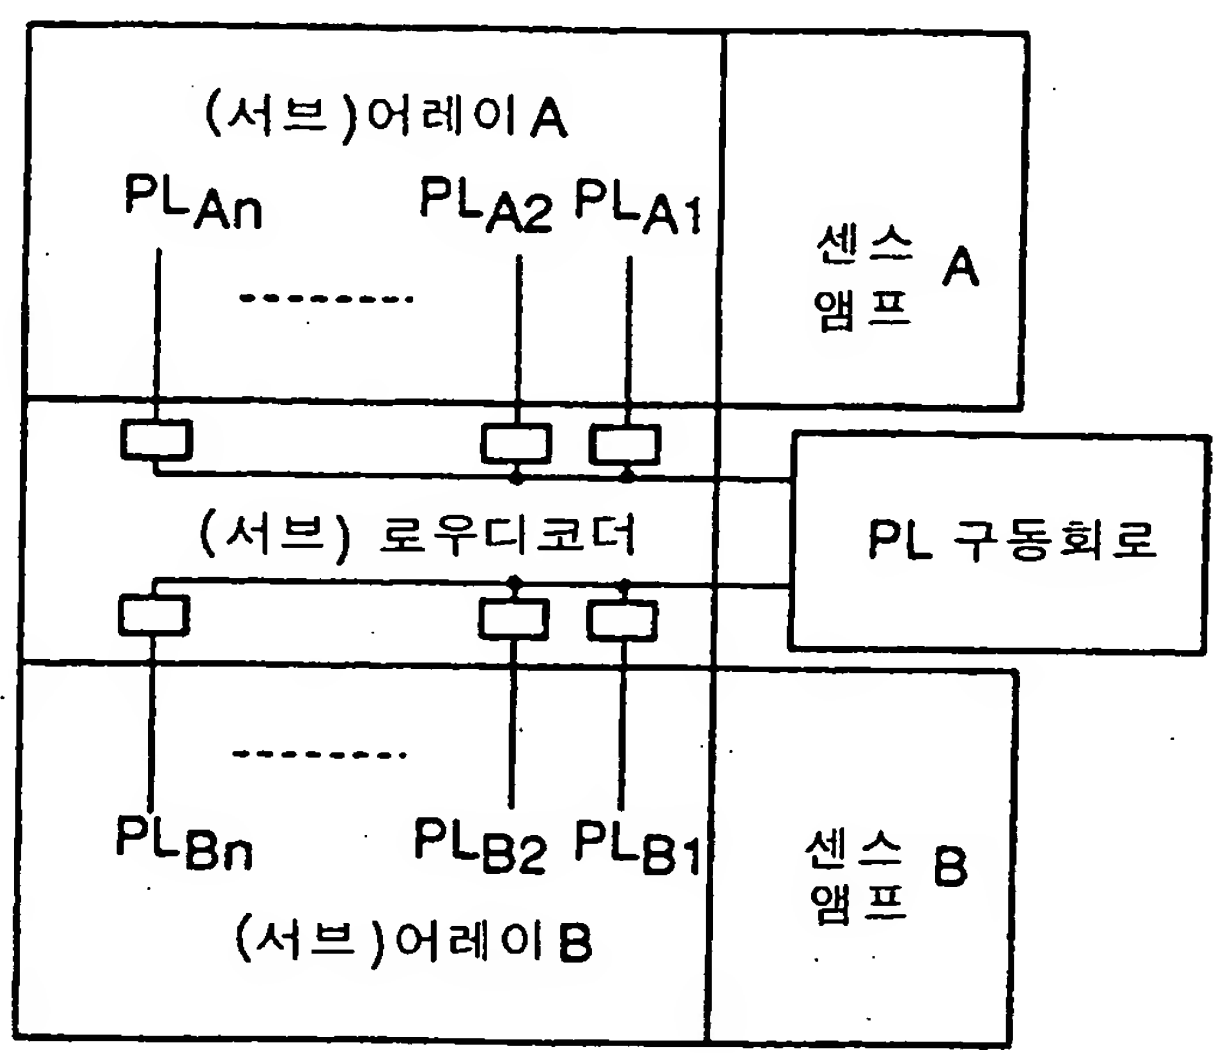 (서브)어레이A
PLAn PLA2 PLA1
센스
앰프 A
(서브) 로우디코더
PL 구동회로
PLBn PLB2 PLB1
센스
앰프 B
(서브)어레이B